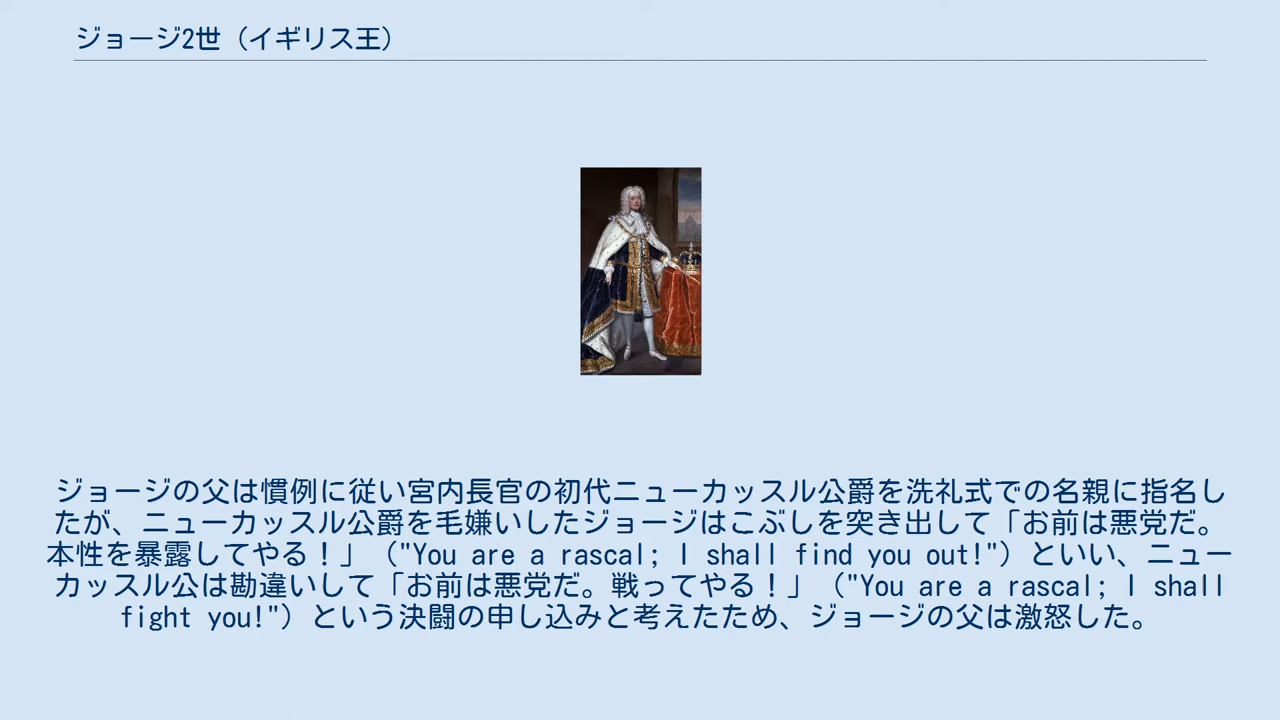 ジョージ2世（イギリス王）
ジョージの父は慣例に従い宮内長官の初代ニューカッスル公爵を洗礼式での名親に指名し
たが、ニューカッスル公爵を毛嫌いしたジョージはこぶしを突き出して「お前は悪党だ。
本性を暴露してやる！」（"You are a rascal; I shall find you out!"）といい、ニュー
カッスル公は勘違いして「お前は悪党だ。戦ってやる！」（"You are a rascal; I shall
fight you!"）という決闘の申し込みと考えたため、ジョージの父は激怒した。